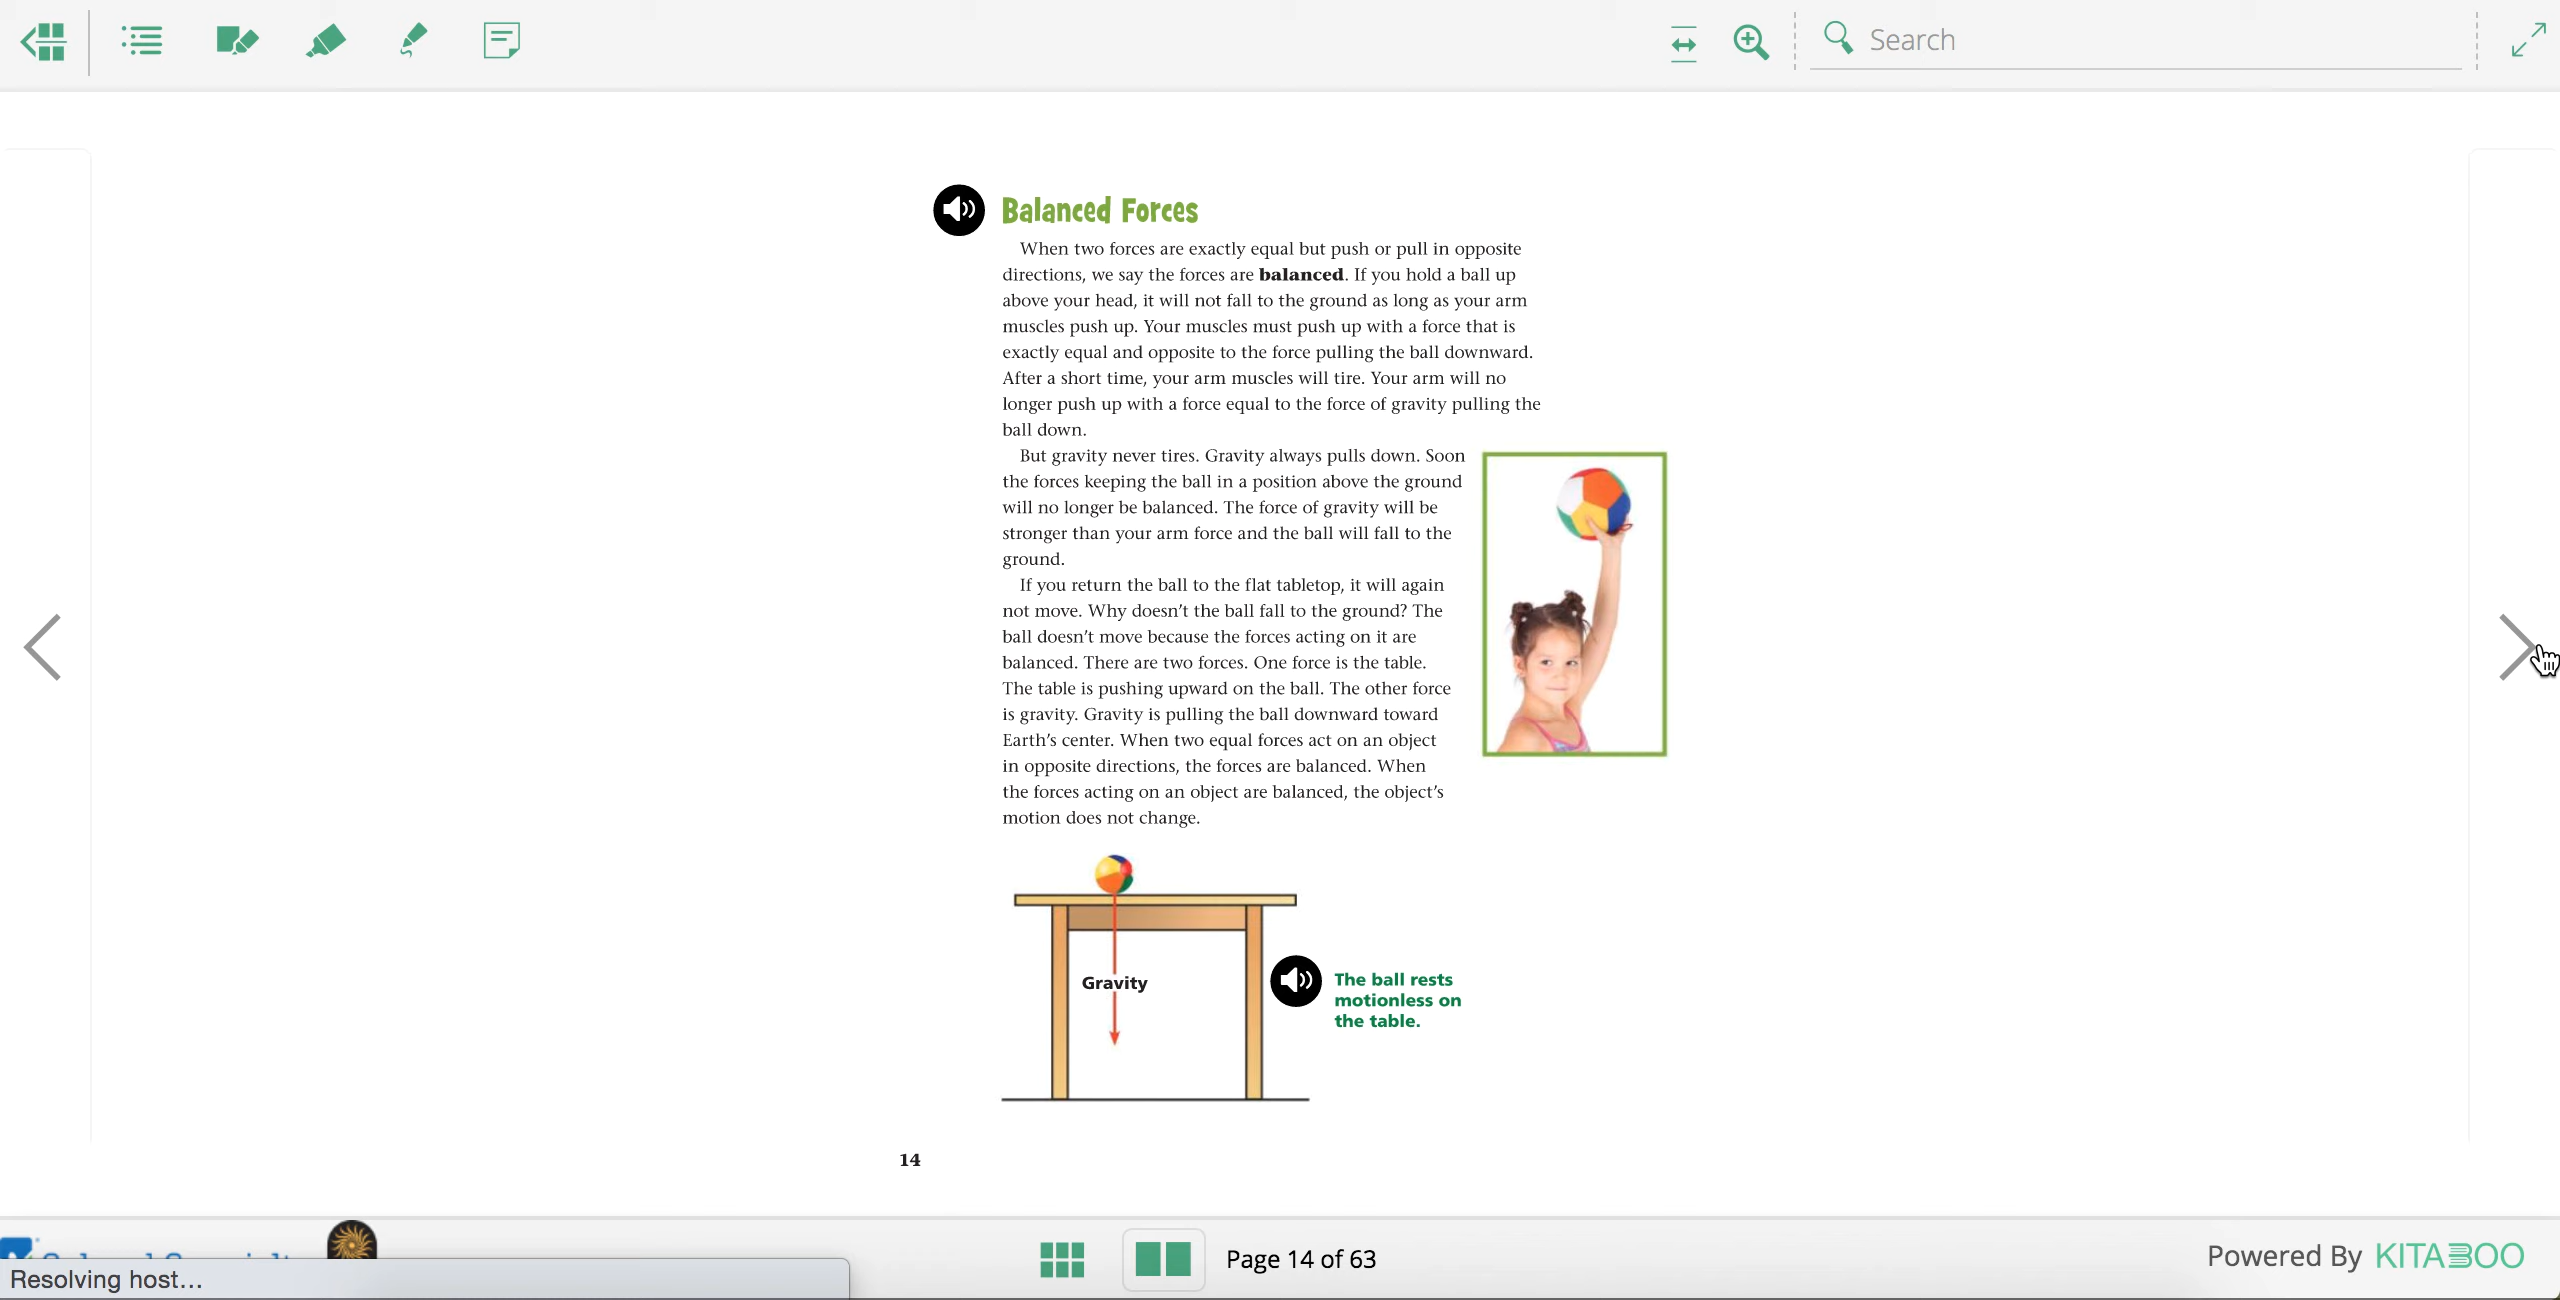 Search
Balanced Forces
When two forces are exactly equal but push or pull in opposite
directions, we say the forces are balanced. If you hold a ball up
above your head, it will not fall to the ground as long as your arm
muscles push up. Your muscles must push up with a force that is
exactly equal and opposite to the force pulling the ball downward.
After a short time, your arm muscles will tire. Your arm will no
longer push up with a force equal to the force of gravity pulling the
ball down.
But gravity never tires. Gravity always pulls down. Soon
the forces keeping the ball in a position above the ground
will no longer be balanced. The force of gravity will be
stronger than your arm force and the ball will fall to the
ground.
If you return the ball to the flat tabletop, it will again
not move. Why doesn't the ball fall to the ground? The
ball doesn't move because the forces acting on it are
balanced. There are two forces. One force is the table.
The table is pushing upward on the ball. The other force
is gravity. Gravity is pulling the ball downward toward
Earth's center. When two equal forces act on an object
in opposite directions, the forces are balanced. When
the forces acting on an object are balanced, the object's
motion does not change.
Gravity
The ball rests
motionless on
the table.
14
Page 14 of 63
Powered By KITABOO
Resolving host...